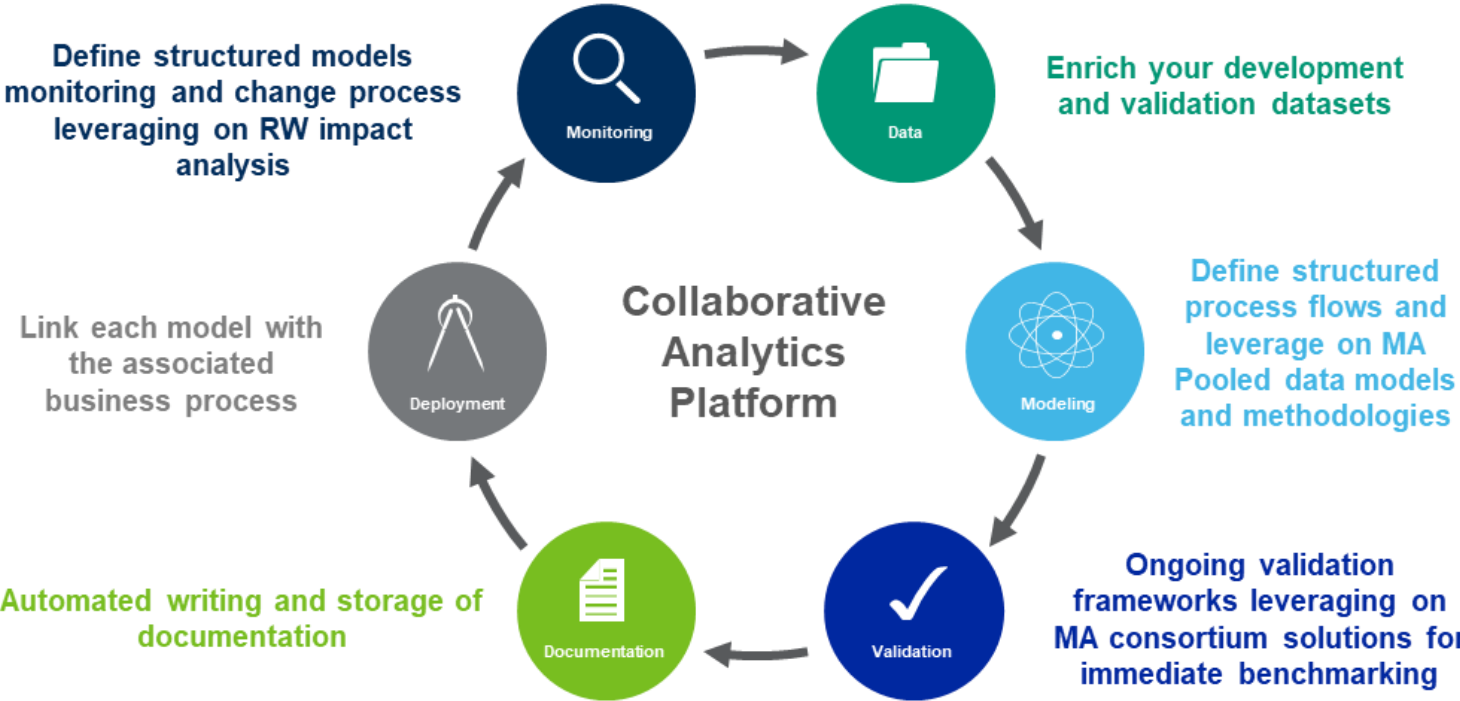 Define structured models
monitoring and change process
leveraging on RW impact
analysis
Monitoring
Data
Enrich your development
and validation datasets
Link each model with
the associated
business process
Deployment
Collaborative
Analytics
Platform
Modeling
Define structured
process flows and
leverage on MA
Pooled data models
and methodologies
Automated writing and storage of
documentation
Documentation
Validation
Ongoing validation
frameworks leveraging on
MA consortium solutions for
immediate benchmarking